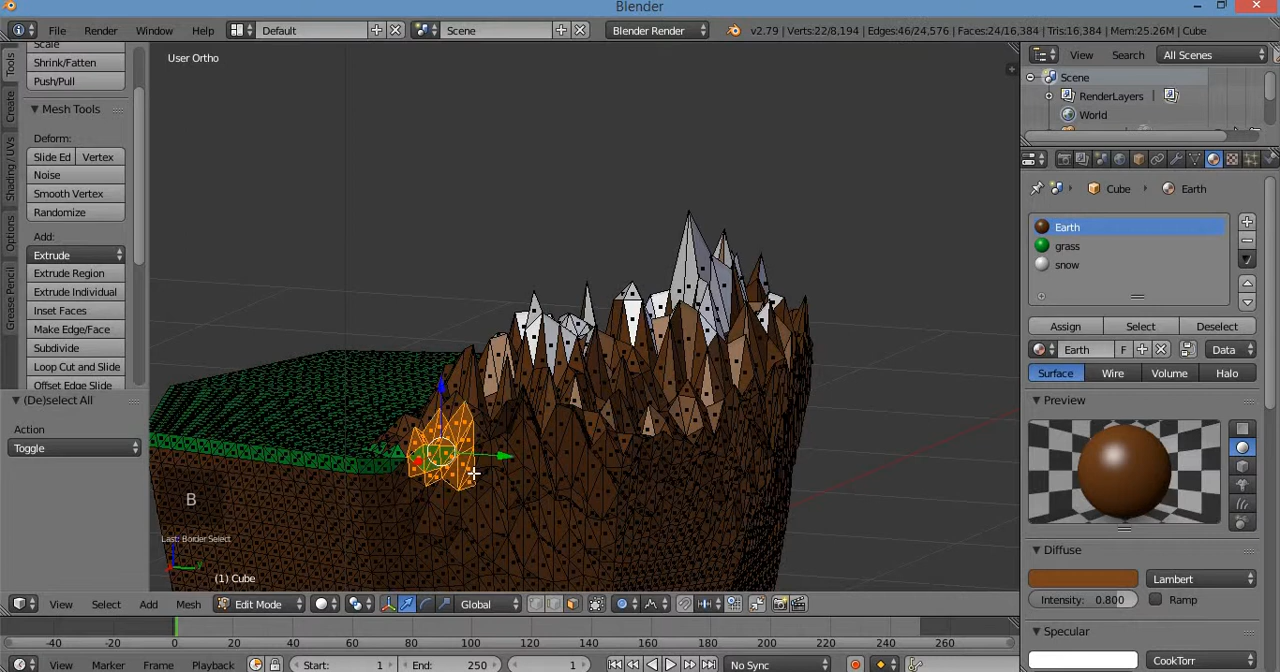 Blender
File Render Window Help Default Scene Blender Render v2.79 | Verts:22/8,194 | Edges:46/24,576 | Faces:24/16,384 | Tris:16,384 | Mem:25.26M | Cube
Tools
Create
Shading / UVs
Options
Grease Pencil
Scale
Shrink/Fatten
Push/Pull
Mesh Tools
Deform:
Slide Ed Vertex
Noise
Smooth Vertex
Randomize
Add:
Extrude
Extrude Region
Extrude Individual
Inset Faces
Make Edge/Face
Subdivide
Loop Cut and Slide
Offset Edge Slide
(De)select All
Action
Toggle
User Ortho
B
Last: Border Select
(1) Cube
View Select Add Mesh Edit Mode Global
-40 -20 0 20 40 60 80 100 120 140 160 180 200 220 240 260
View Marker Frame Playback Start: 1 End: 250 1 No Sync
View Search All Scenes
Scene
RenderLayers |
World
Cube Earth
Earth
grass
snow
Assign Select Deselect
Earth F Data
Surface Wire Volume Halo
Preview
Diffuse
Lambert
Intensity: 0.800 Ramp
Specular
CookTorr